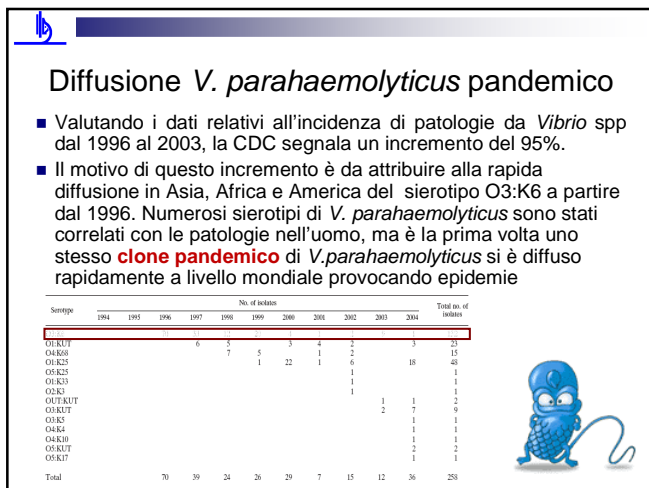 Diffusione V. parahaemolyticus pandemico
Valutando i dati relativi all'incidenza di patologie da Vibrio spp
dal 1996 al 2003, la CDC segnala un incremento del 95%.
Il motivo di questo incremento è da attribuire alla rapida
diffusione in Asia, Africa e America del sierotipo O3:K6 a partire
dal 1996. Numerosi sierotipi di V. parahaemolyticus sono stati
correlati con le patologie nell'uomo, ma è la prima volta uno
stesso clone pandemico di V.parahaemolyticus si è diffuso
rapidamente a livello mondiale provocando epidemie
Serotype No. of isolates Total no. of isolates
1994 1995 1996 1997 1998 1999 2000 2001 2002 2003 2004
O1:KUT 6 5 3 4 2 3 23
O4:K68 7 5 1 2 15
O1:K25 1 22 1 6 18 48
O5:K25 1 1
O1:K33 1 1
O2:K3 1 1
OUT:KUT 1 1 2
O3:KUT 2 7 9
O3:K5 1 1
O4:K4 1 1
O4:K10 1 1
O5:KUT 2 2
O5:K17 1 1
Total 70 39 24 26 29 7 15 12 36 258